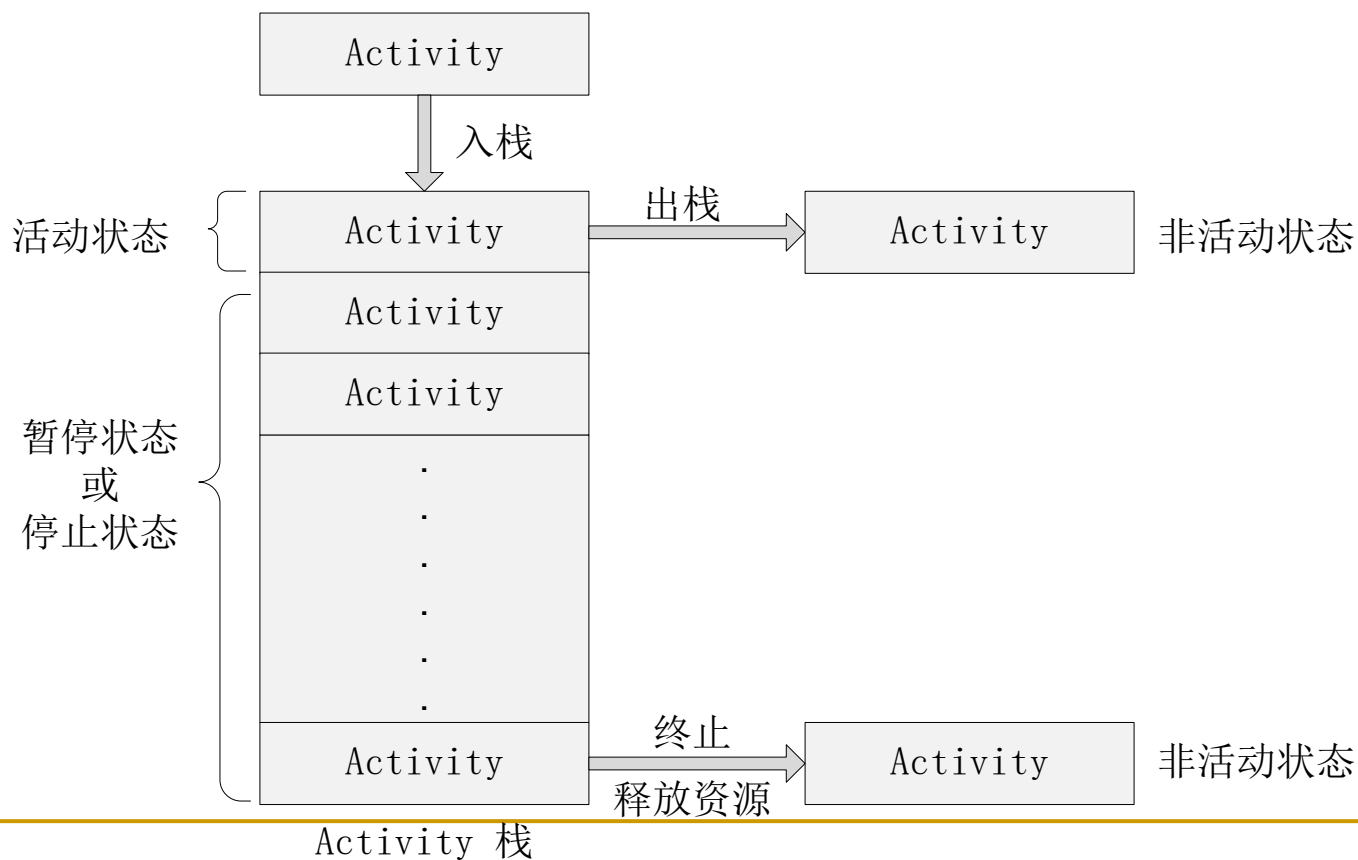 Activity
入栈
活动状态
Activity
出栈
Activity
非活动状态
Activity
Activity
暂停状态
或
停止状态
.
.
.
.
.
.
Activity
终止
释放资源
Activity
非活动状态
Activity 栈